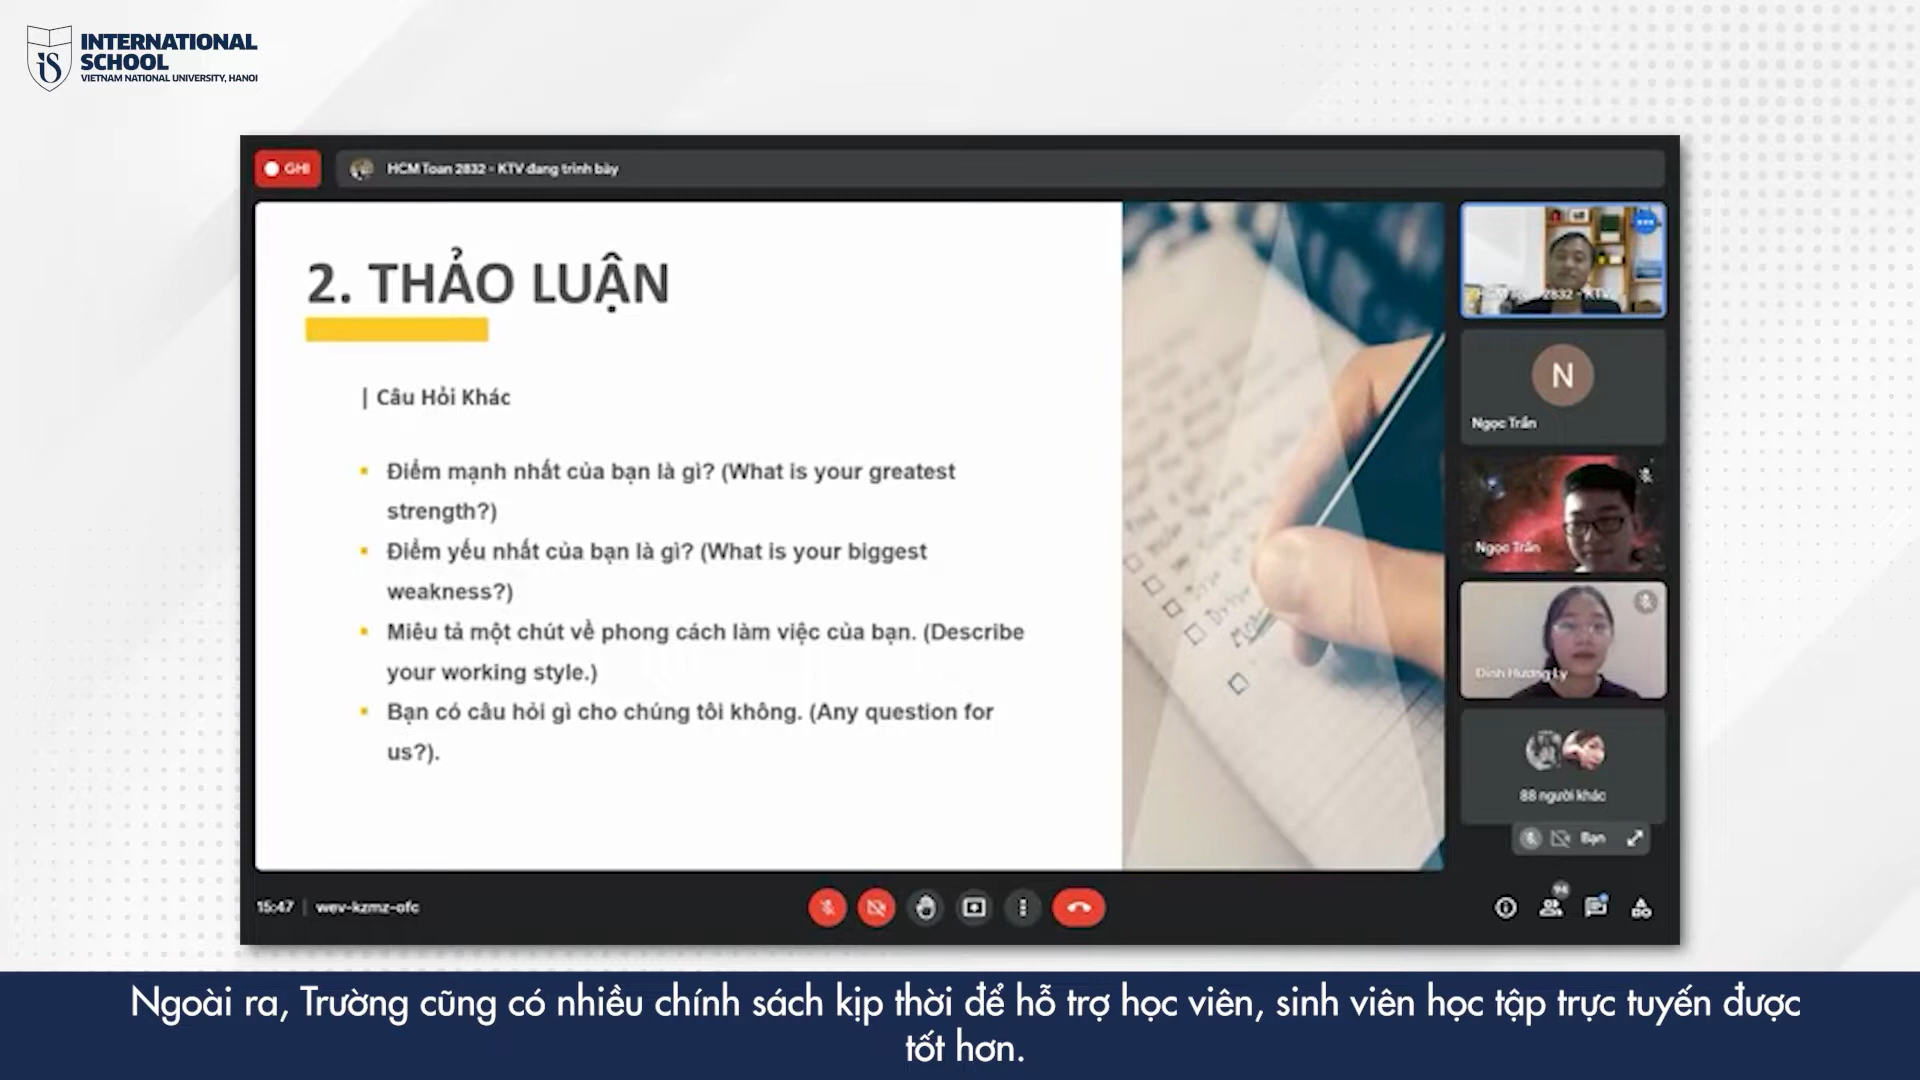 INTERNATIONAL
SCHOOL
VIETNAM NATIONAL UNIVERSITY, HANOI
GHI
HCM Toan 2832 - KTV đang trình bày
2. THẢO LUẬN
| Câu Hỏi Khác
Điểm mạnh nhất của bạn là gì? (What is your greatest
strength?)
Điểm yếu nhất của bạn là gì? (What is your biggest
weakness?)
Miêu tả một chút về phong cách làm việc của bạn. (Describe
your working style.)
Bạn có câu hỏi gì cho chúng tôi không. (Any question for
us?).
N
Ngọc Trần
Ngọc Trần
Đinh Hương Ly
88 người khác
Bạn
15:47 | wev-kzmz-ofc
94
Ngoài ra, Trường cũng có nhiều chính sách kịp thời để hỗ trợ học viên, sinh viên học tập trực tuyến được
tốt hơn.